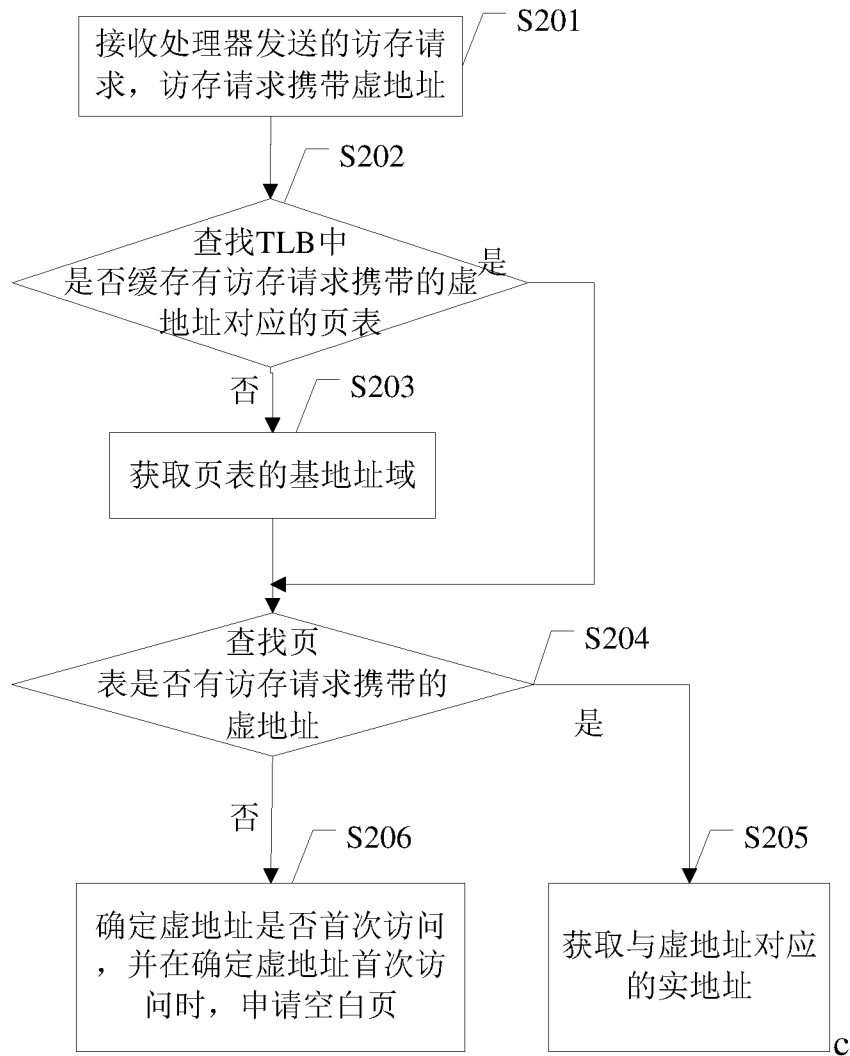 S201
接收处理器发送的访存请
求，访存请求携带虚地址
S202
查找TLB中
是否缓存有访存请求携带的虚
地址对应的页表
是
否
S203
获取页表的基地址域
查找页
表是否有访存请求携带的
虚地址
S204
是
否
S206
S205
确定虚地址是否首次访问
，并在确定虚地址首次访
问时，申请空白页
获取与虚地址对应
的实地址
c